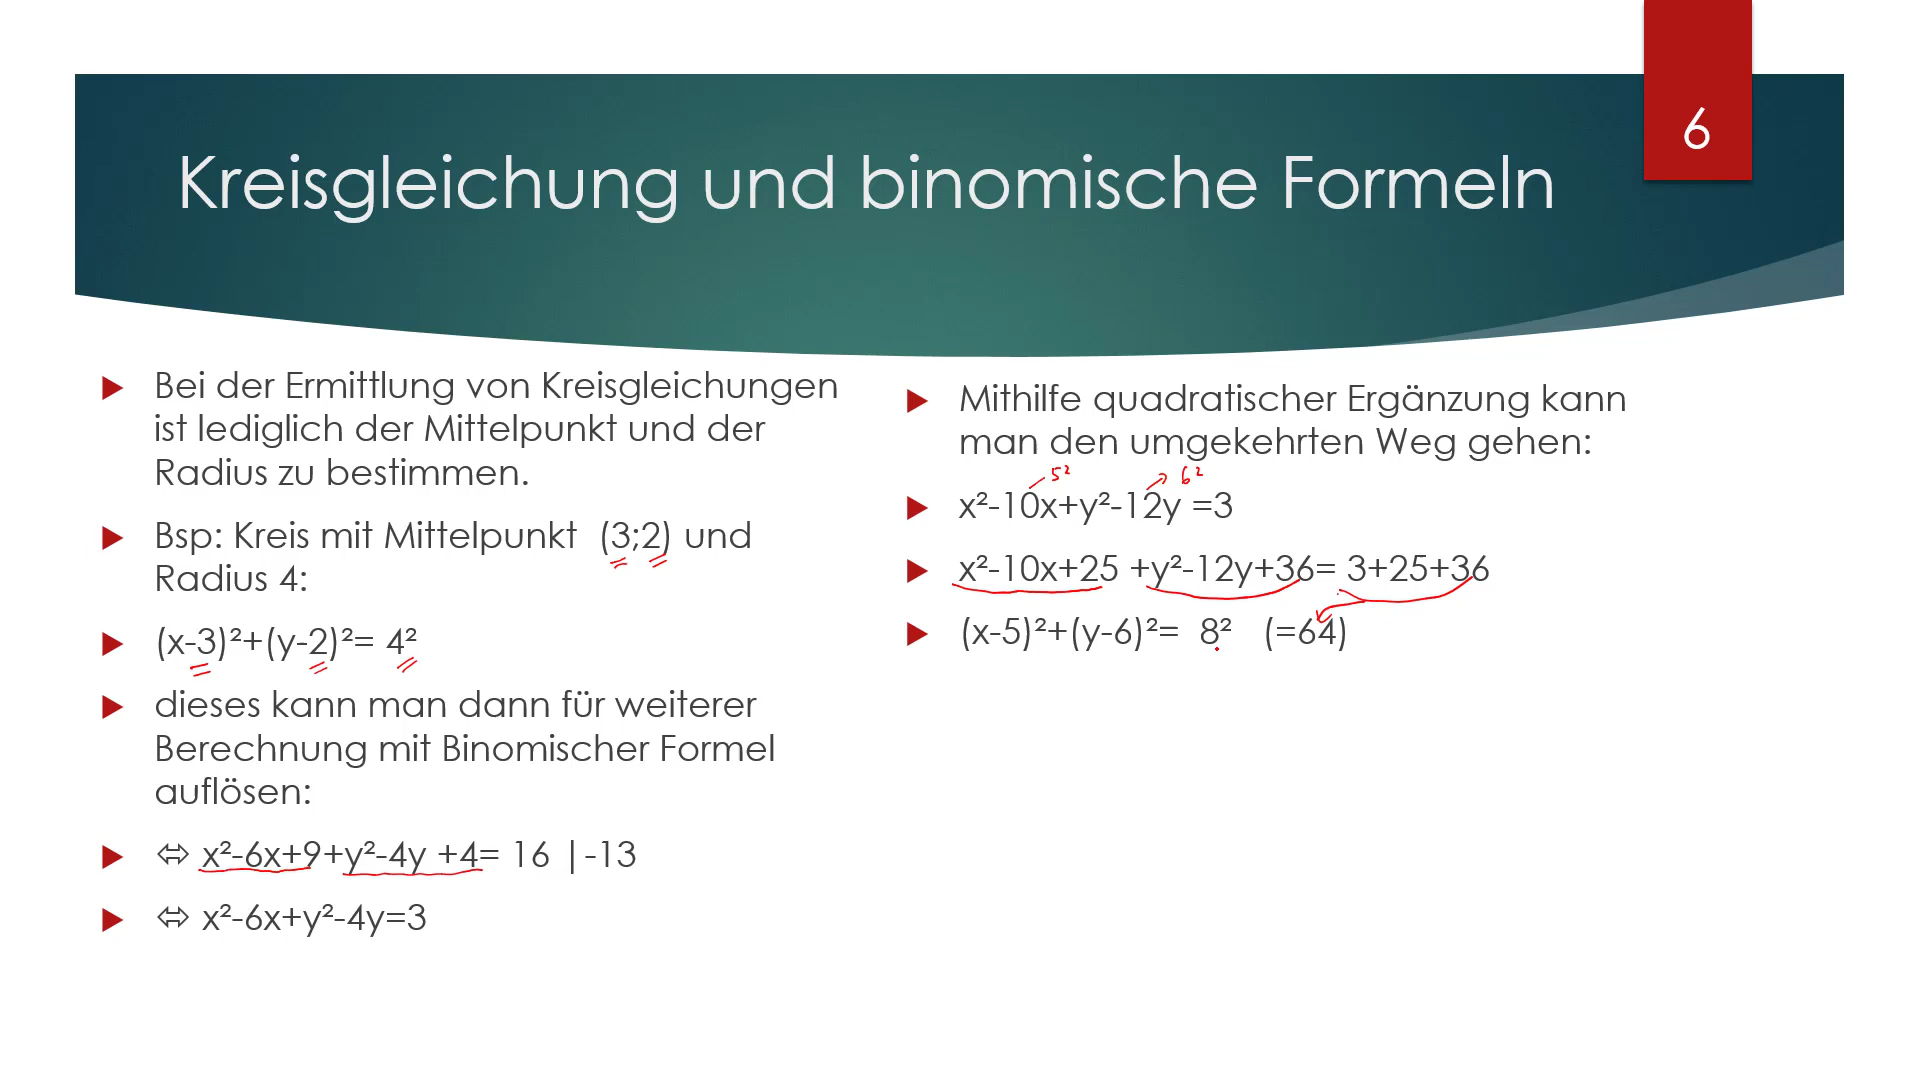 6
Kreisgleichung und binomische Formeln
Bei der Ermittlung von Kreisgleichungen
ist lediglich der Mittelpunkt und der
Radius zu bestimmen.
Bsp: Kreis mit Mittelpunkt (3;2) und
Radius 4:
(x-3)²+(y-2)²= 4²
dieses kann man dann für weiterer
Berechnung mit Binomischer Formel
auflösen:
⇔ x²-6x+9+y²-4y +4= 16 |-13
⇔ x²-6x+y²-4y=3
Mithilfe quadratischer Ergänzung kann
man den umgekehrten Weg gehen:
5² 6²
x²-10x+y²-12y =3
x²-10x+25 +y²-12y+36= 3+25+36
(x-5)²+(y-6)²= 8² (=64)